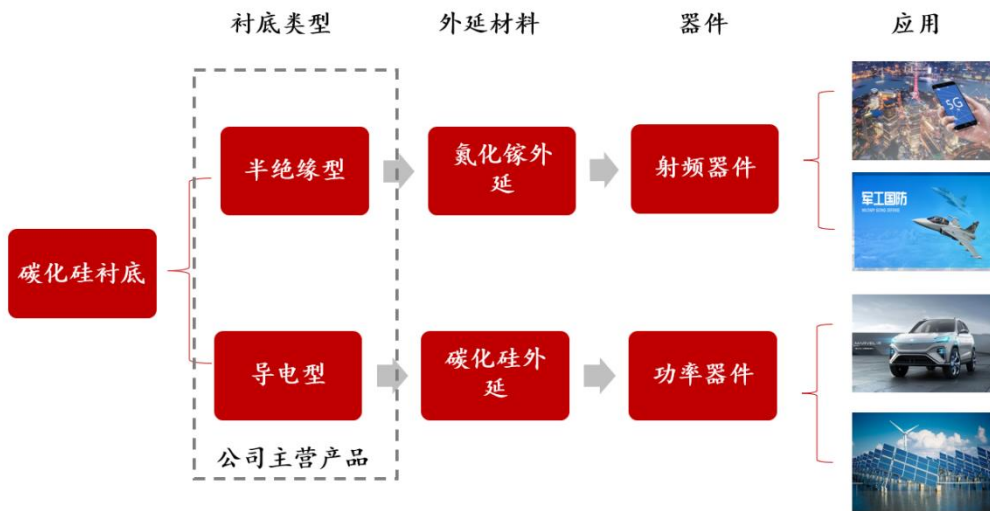 衬底类型
外延材料
器件
应用
5G
半绝缘型
氮化镓外
延
射频器件
军工国防
碳化硅衬底
导电型
碳化硅外
延
功率器件
公司主营产品